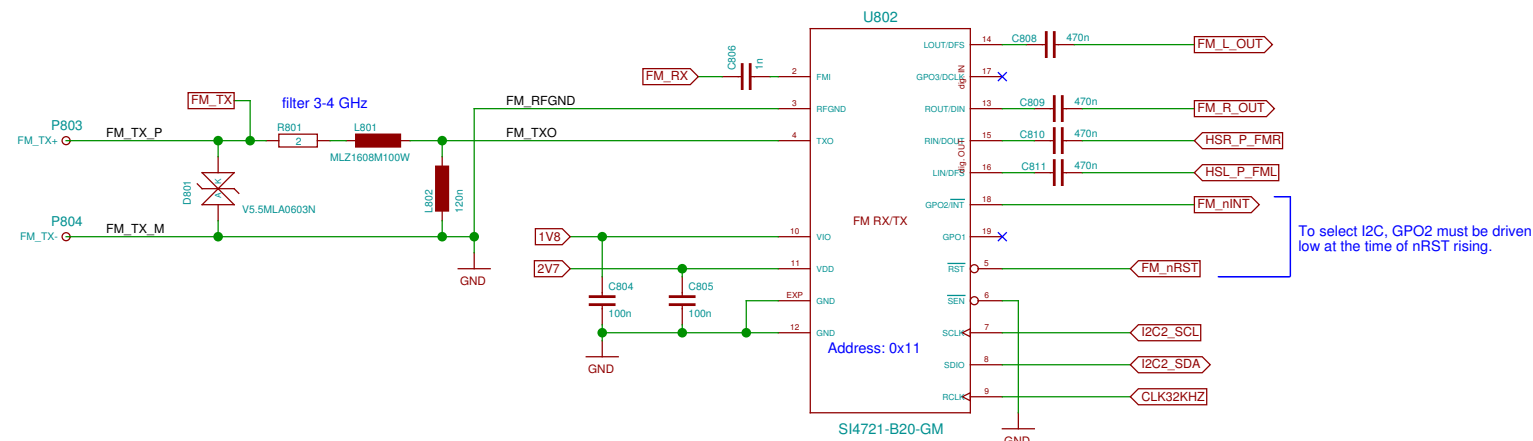 U802
C808
470n
14
LOUT/DFS
FM_L_OUT
C806
1n
FM_RX
2
FMI
GPO3/DCLK
17
dig. IN
filter 3-4 GHz
FM_TX
FM_RFGND
3
RFGND
ROUT/DIN
13
C809
470n
FM_R_OUT
P803
FM_TX+
FM_TX_P
R801
2
L801
MLZ1608M100W
FM_TXO
4
TXO
RIN/DOUT
15
C810
470n
HSR_P_FMR
dig. OUT
D801
A
K
V5.5MLA0603N
L802
120n
LIN/DFS
16
C811
470n
HSL_P_FML
GPO2/INT
18
FM_nINT
FM RX/TX
P804
FM_TX-
FM_TX_M
1V8
10
VIO
GPO1
19
To select I2C, GPO2 must be driven
low at the time of nRST rising.
2V7
11
VDD
RST
5
FM_nRST
GND
C804
100n
C805
100n
EXP
GND
SEN
6
12
GND
SCLK
7
I2C2_SCL
Address: 0x11
GND
SDIO
8
I2C2_SDA
RCLK
9
CLK32KHZ
SI4721-B20-GM
GND